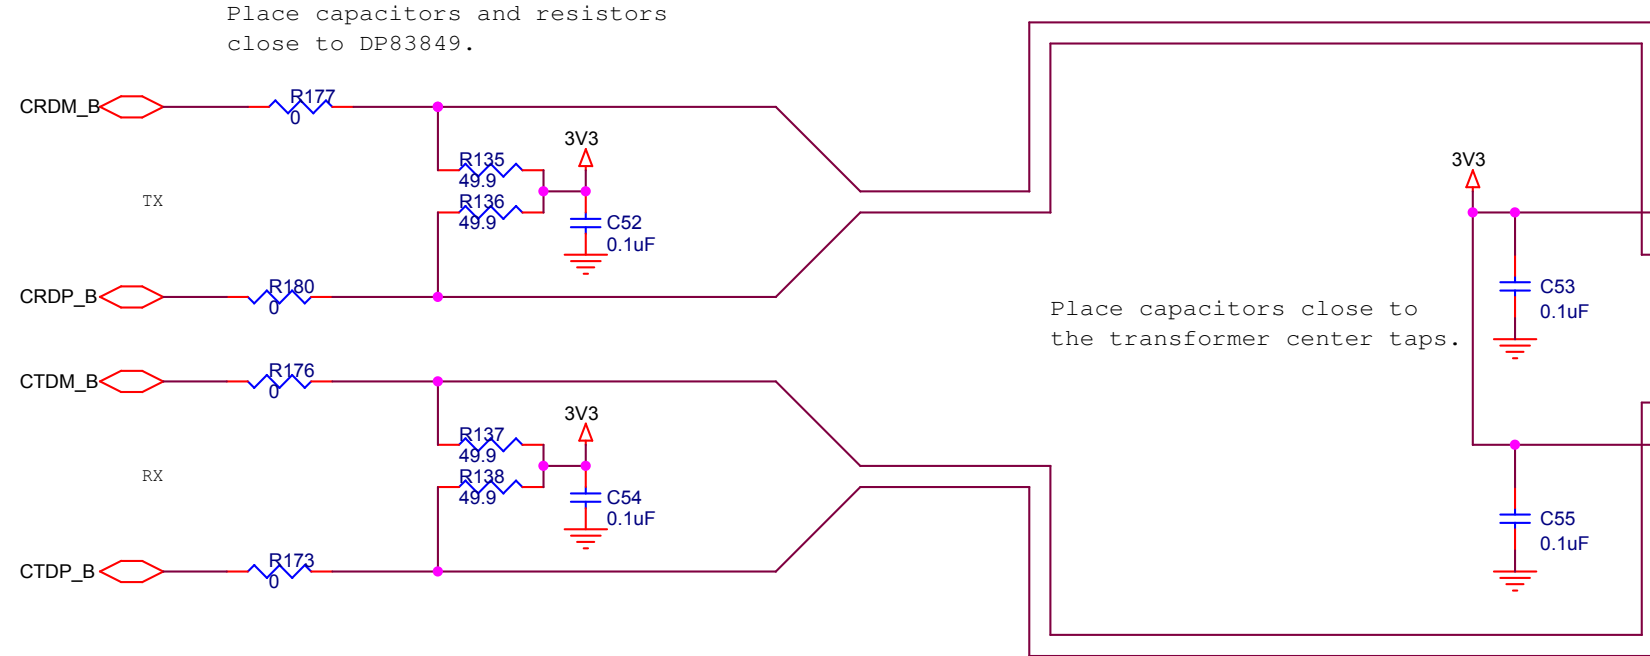 Place capacitors and resistors
close to DP83849.
CRDM_B
R177
0
3V3
R135
49.9
TX
R136
49.9
C52
0.1uF
CRDP_B
R180
0
3V3
C53
0.1uF
Place capacitors close to
the transformer center taps.
CTDM_B
R176
0
3V3
R137
49.9
RX
R138
49.9
C54
0.1uF
CTDP_B
R173
0
C55
0.1uF